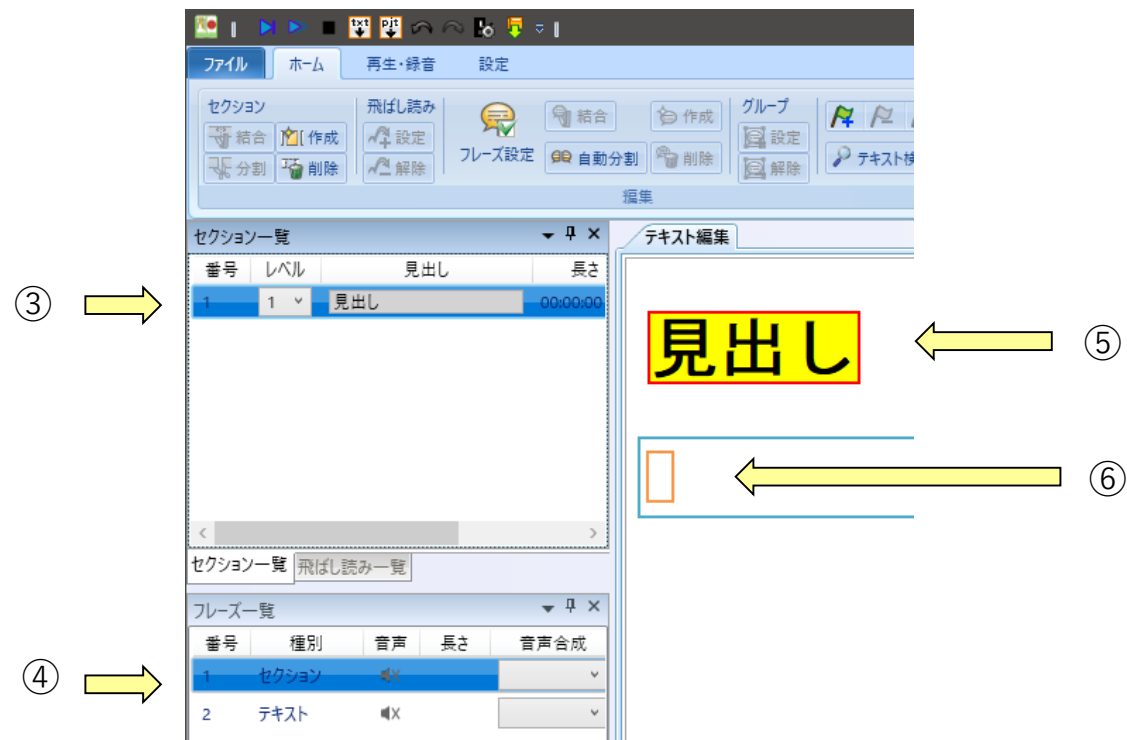 txt pjt
ファイル ホーム 再生・録音 設定
セクション 飛ばし読み グループ
結合 作成 設定 フレーズ設定 結合 作成 設定
分割 削除 解除 自動分割 削除 解除 テキスト検
編集
セクション一覧 テキスト編集
番号 レベル 見出し 長さ
③ 1 1 見出し 00:00:00
見出し ⑤
⑥
セクション一覧 飛ばし読み一覧
フレーズ一覧
番号 種別 音声 長さ 音声合成
④ 1 セクション
2 テキスト